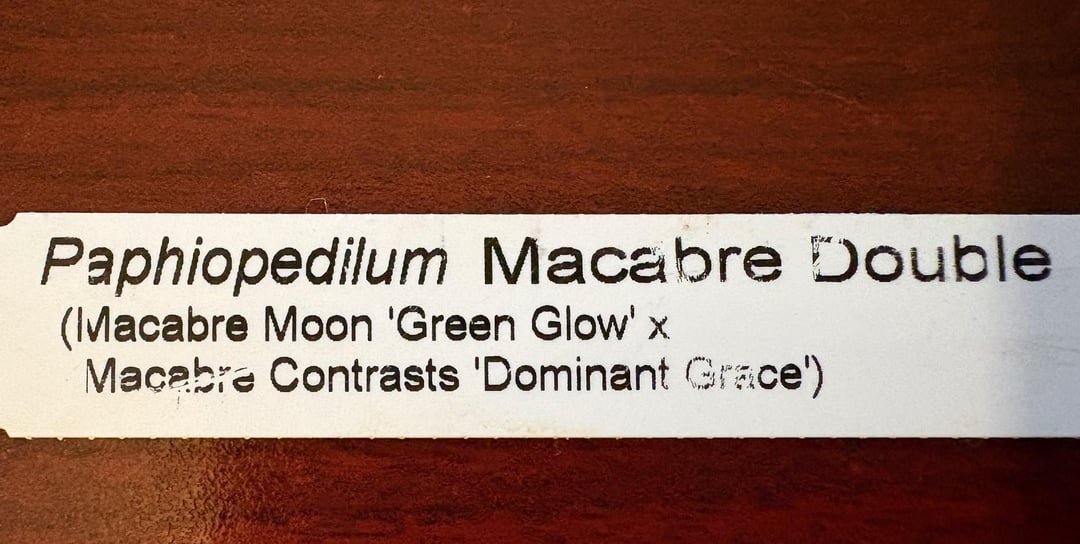 Paphiopedilum Macabre Double
(Macabre Moon 'Green Glow' x
Macabre Contrasts 'Dominant Grace')